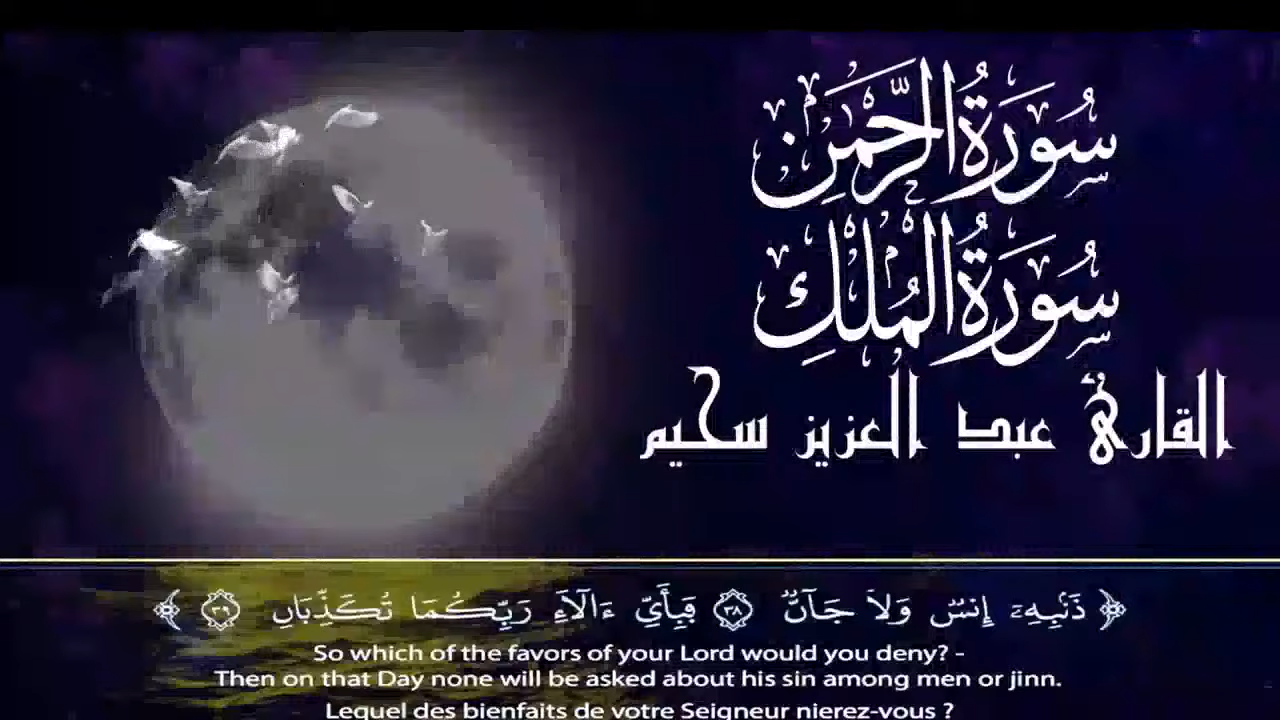 سُورَةُ الرَّحْمَٰنِ
سُورَةُ الْمُلْكِ
القارئ عبد العزيز سحيم
﴿ ذَنۢبِهِۦٓ إِنسٌ وَلَا جَآنٌّ ٣٨ فَبِأَيِّ ءَالَآءِ رَبِّكُمَا تُكَذِّبَانِ ٣٩ ﴾
So which of the favors of your Lord would you deny? -
Then on that Day none will be asked about his sin among men or jinn.
Lequel des bienfaits de votre Seigneur nierez-vous ?